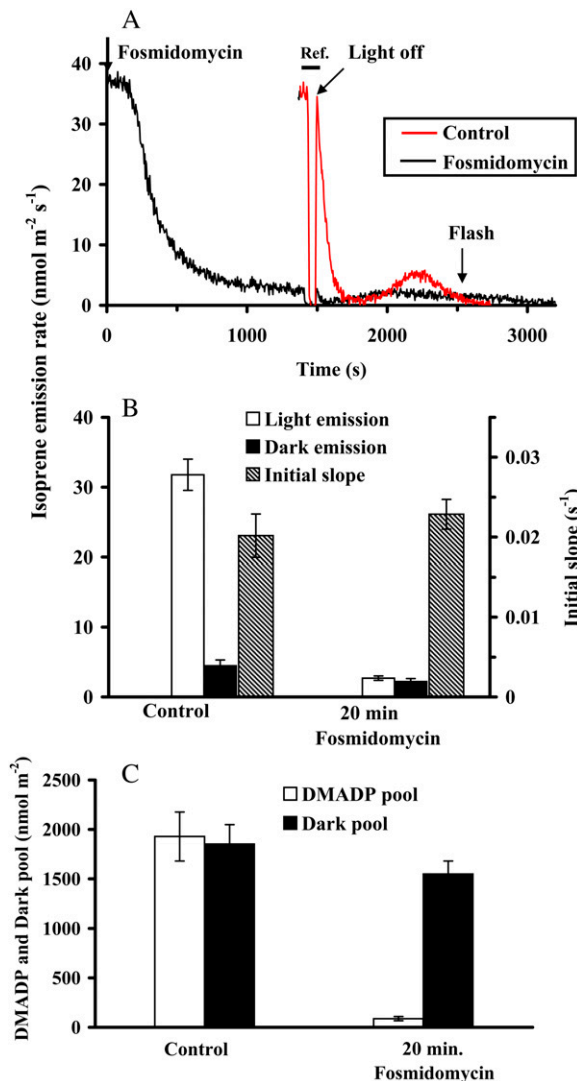 A
Fosmidomycin
Ref.
Light off
40
30
20
10
0
Control
Fosmidomycin
Flash
0
1000
2000
3000
Time (s)
Isoprene emission rate (nmol m⁻² s⁻¹)
B
Light emission
Dark emission
Initial slope
40
30
20
10
0
0.03
0.02
0.01
0
Initial slope (s⁻¹)
Control
20 min
Fosmidomycin
C
DMADP pool
Dark pool
2500
2000
1500
1000
500
0
DMADP and Dark pool (nmol m⁻²)
Control
20 min.
Fosmidomycin